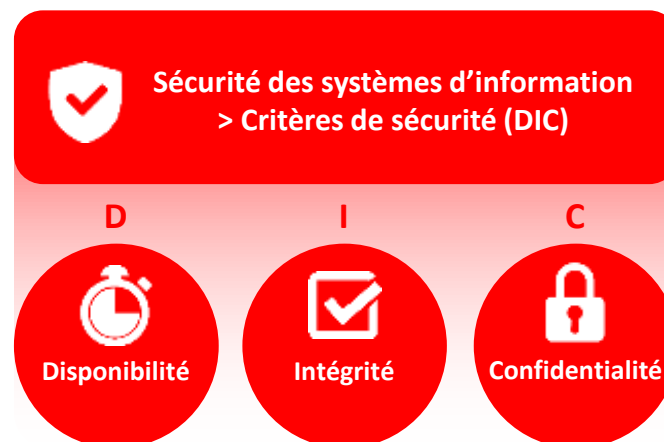 Sécurité des systèmes d’information
> Critères de sécurité (DIC)
D I C
Disponibilité Intégrité Confidentialité